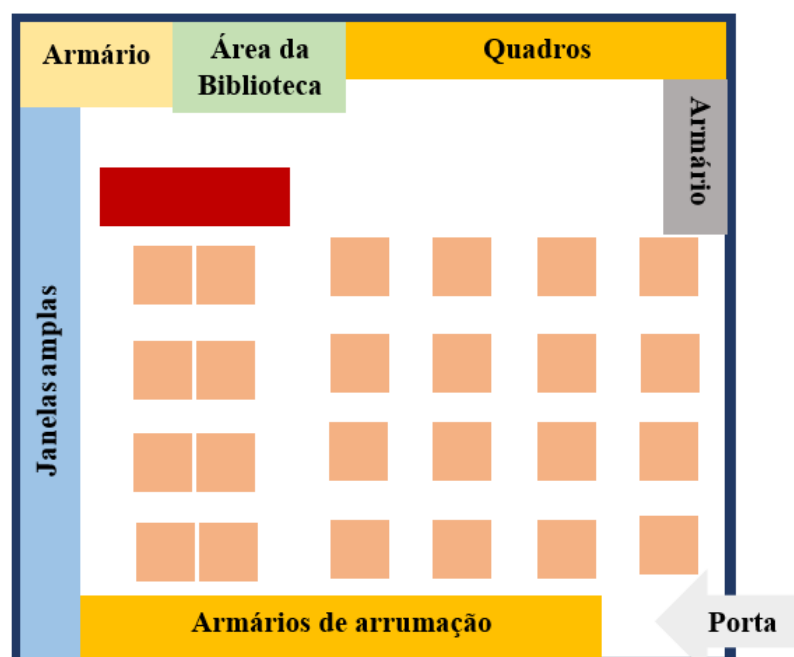 Armário
Área da
Biblioteca
Quadros
Armário
Janelas amplas
Armários de arrumação
Porta